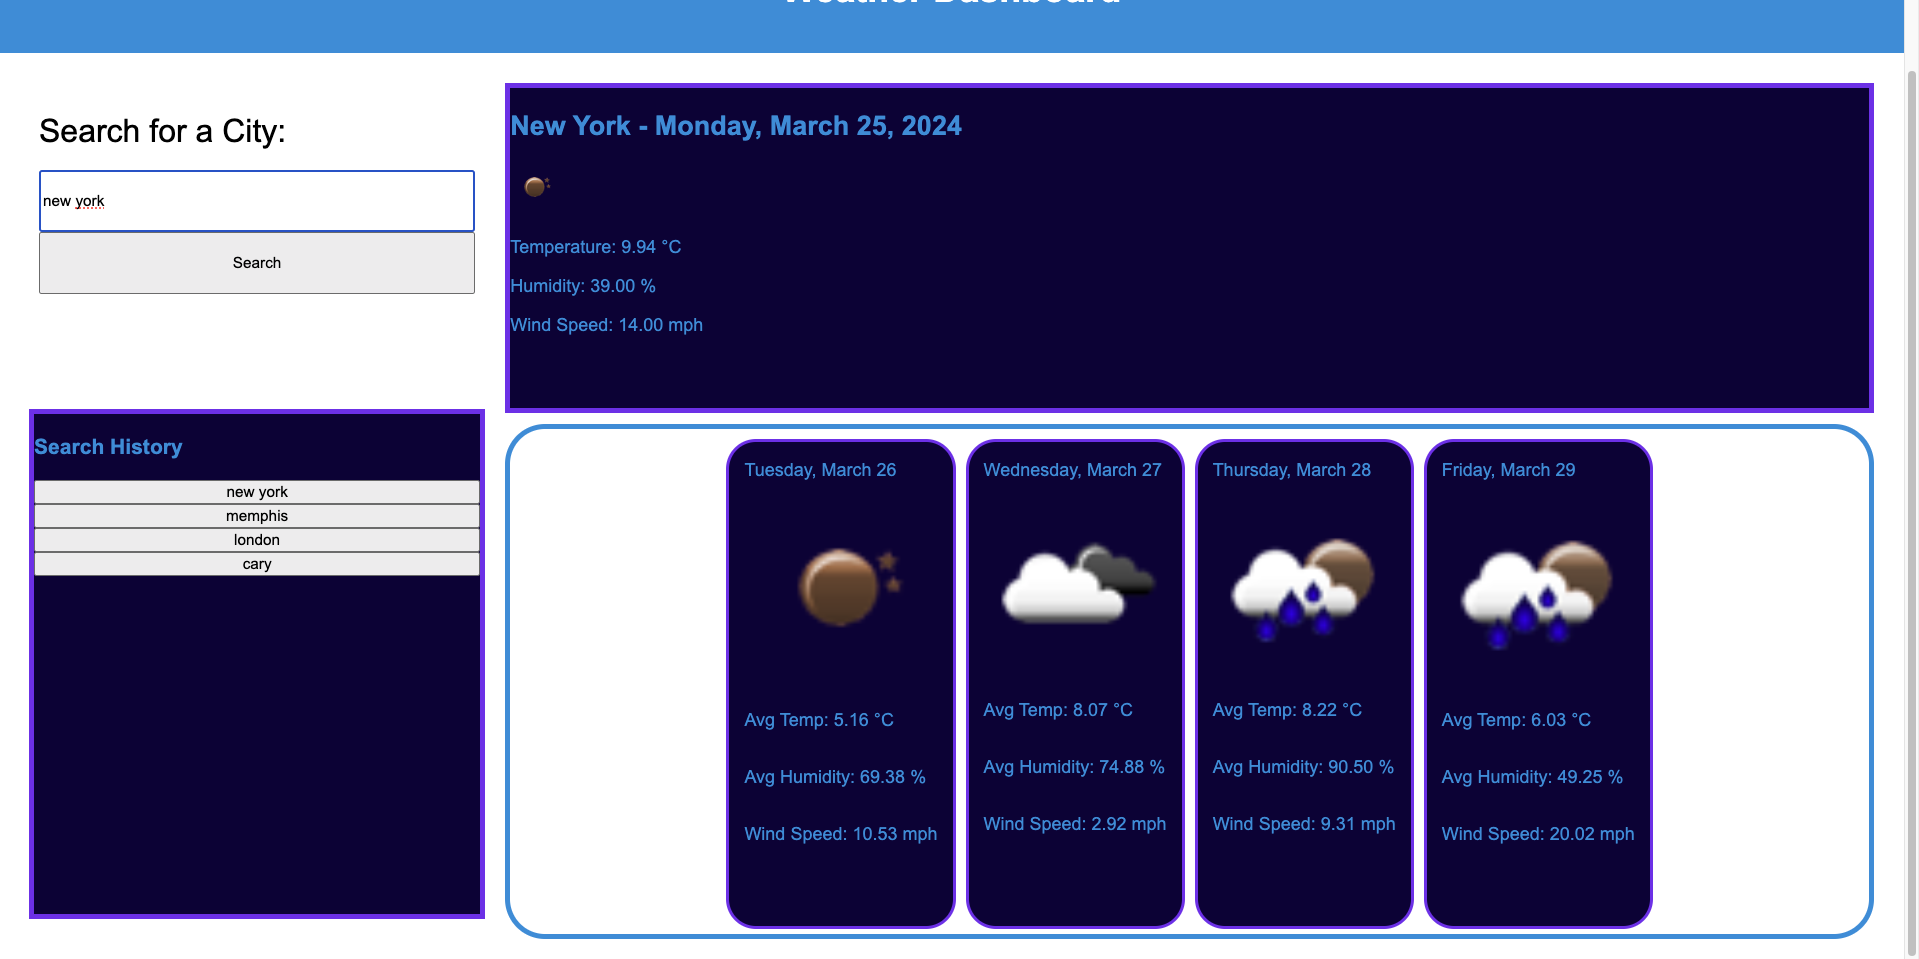 Weather Dashboard
Search for a City:
new york
Search
Search History
new york
memphis
london
cary
New York - Monday, March 25, 2024
Temperature: 9.94 °C
Humidity: 39.00 %
Wind Speed: 14.00 mph
Tuesday, March 26
Avg Temp: 5.16 °C
Avg Humidity: 69.38 %
Wind Speed: 10.53 mph
Wednesday, March 27
Avg Temp: 8.07 °C
Avg Humidity: 74.88 %
Wind Speed: 2.92 mph
Thursday, March 28
Avg Temp: 8.22 °C
Avg Humidity: 90.50 %
Wind Speed: 9.31 mph
Friday, March 29
Avg Temp: 6.03 °C
Avg Humidity: 49.25 %
Wind Speed: 20.02 mph